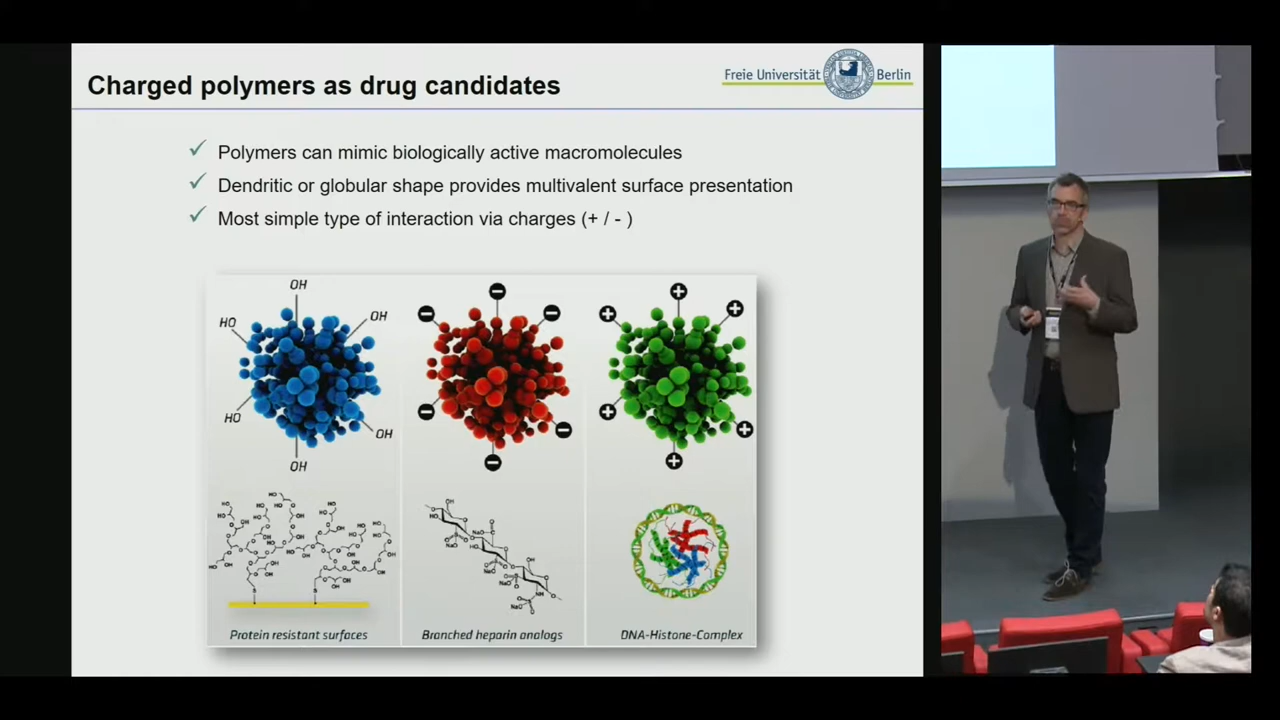 Charged polymers as drug candidates
Freie Universität Berlin
Polymers can mimic biologically active macromolecules
Dendritic or globular shape provides multivalent surface presentation
Most simple type of interaction via charges (+ / - )
OH
HO
OH
HO
OH
OH
Protein resistant surfaces
Branched heparin analogs
DNA-Histone-Complex